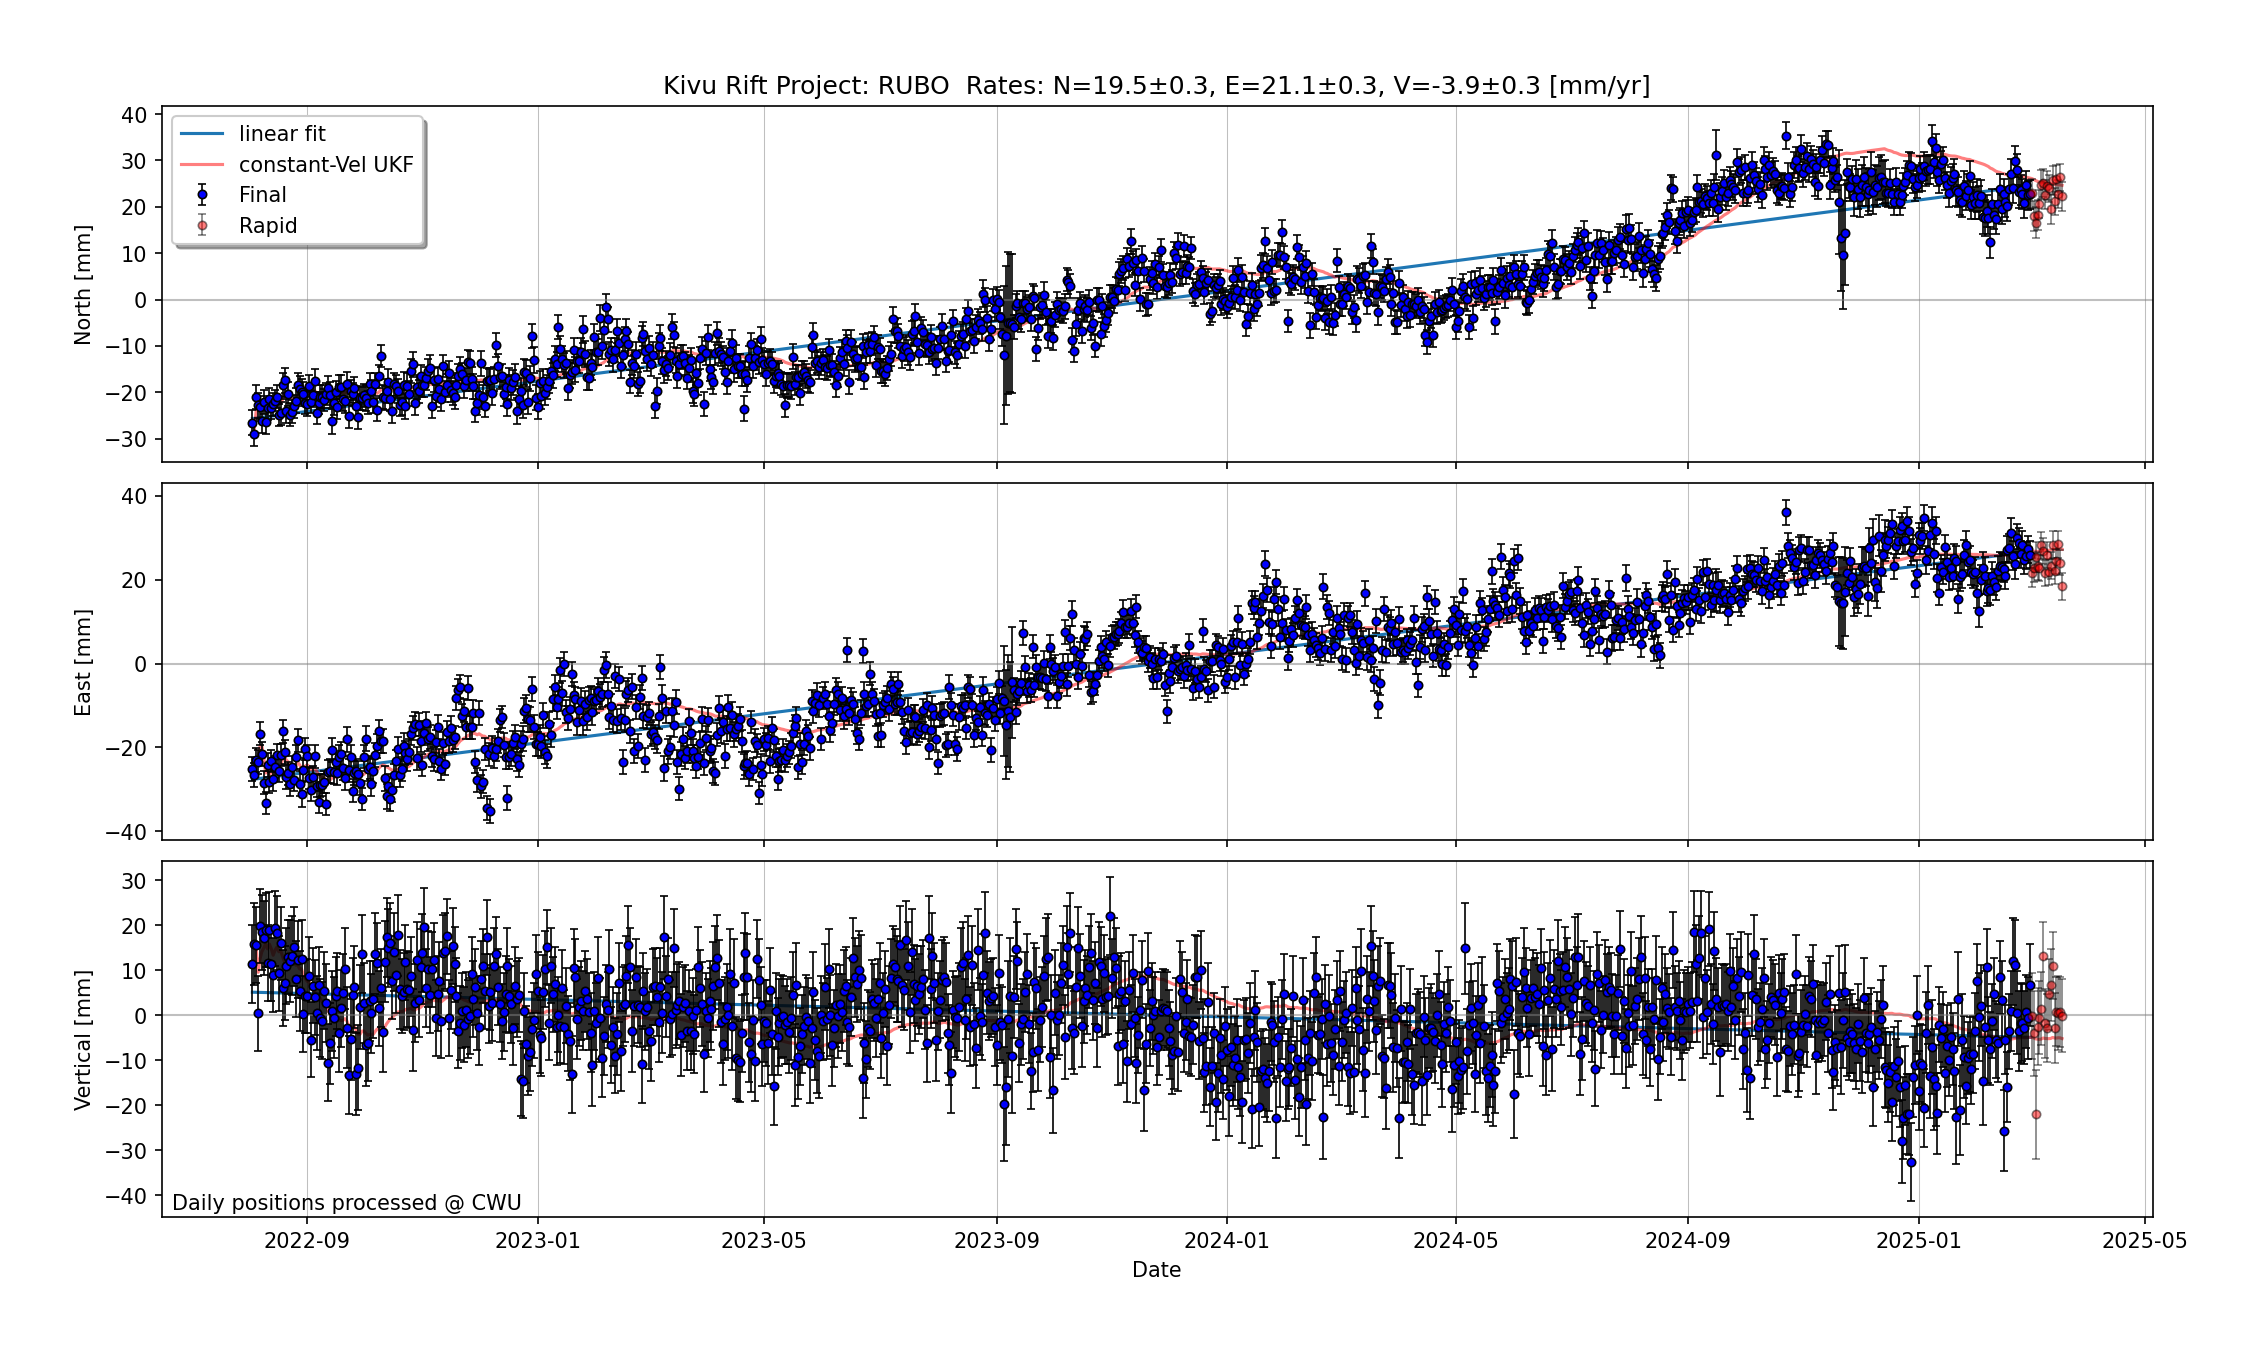 Kivu Rift Project: RUBO  Rates: N=19.5±0.3, E=21.1±0.3, V=-3.9±0.3 [mm/yr]
linear fit
constant-Vel UKF
Final
Rapid
North [mm]
40
30
20
10
0
−10
−20
−30
East [mm]
40
20
0
−20
−40
Vertical [mm]
30
20
10
0
−10
−20
−30
−40
Daily positions processed @ CWU
2022-09 2023-01 2023-05 2023-09 2024-01 2024-05 2024-09 2025-01 2025-05
Date